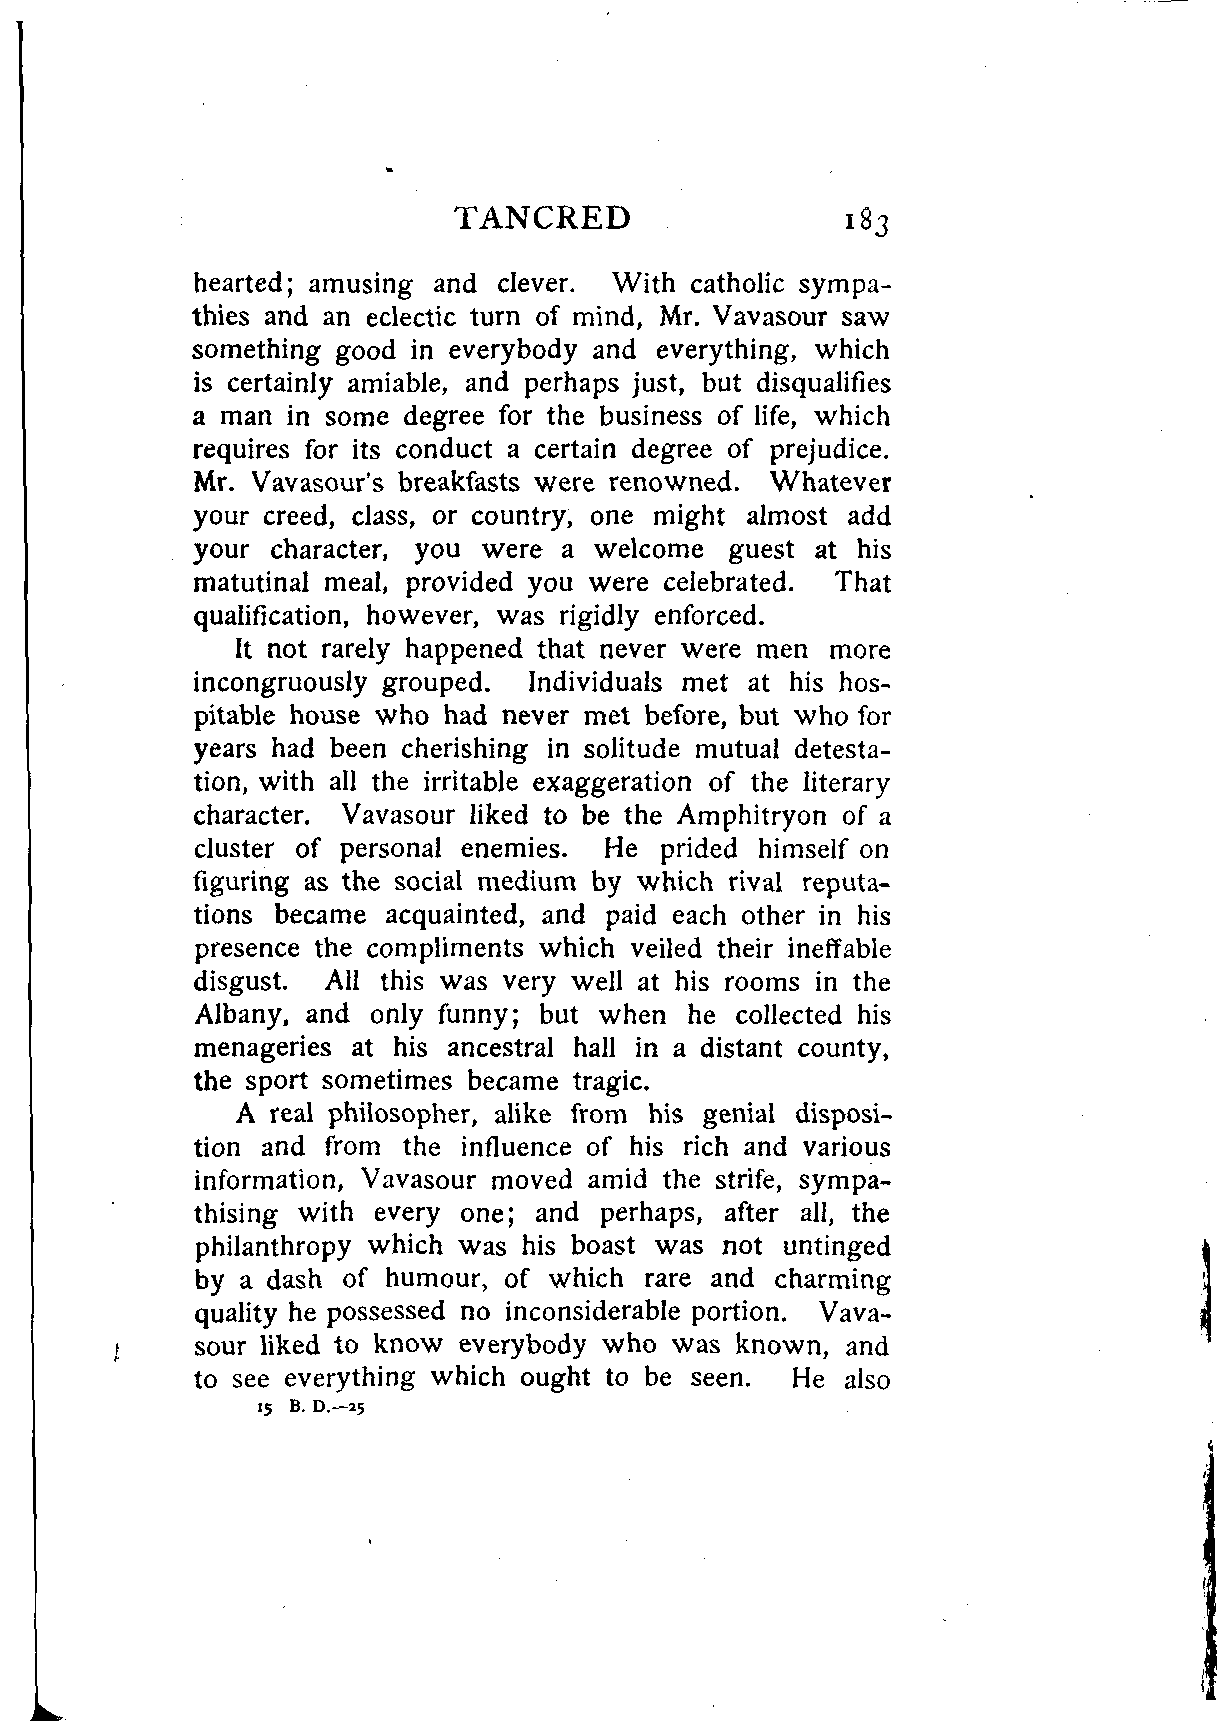 TANCRED 183
hearted; amusing and clever. With catholic sympa-
thies and an eclectic turn of mind, Mr. Vavasour saw
something good in everybody and everything, which
is certainly amiable, and perhaps just, but disqualifies
a man in some degree for the business of life, which
requires for its conduct a certain degree of prejudice.
Mr. Vavasour's breakfasts were renowned. Whatever
your creed, class, or country, one might almost add
your character, you were a welcome guest at his
matutinal meal, provided you were celebrated. That
qualification, however, was rigidly enforced.
It not rarely happened that never were men more
incongruously grouped. Individuals met at his hos-
pitable house who had never met before, but who for
years had been cherishing in solitude mutual detesta-
tion, with all the irritable exaggeration of the literary
character. Vavasour liked to be the Amphitryon of a
cluster of personal enemies. He prided himself on
figuring as the social medium by which rival reputa-
tions became acquainted, and paid each other in his
presence the compliments which veiled their ineffable
disgust. All this was very well at his rooms in the
Albany, and only funny; but when he collected his
menageries at his ancestral hall in a distant county,
the sport sometimes became tragic.
A real philosopher, alike from his genial disposi-
tion and from the influence of his rich and various
information, Vavasour moved amid the strife, sympa-
thising with every one; and perhaps, after all, the
philanthropy which was his boast was not untinged
by a dash of humour, of which rare and charming
quality he possessed no inconsiderable portion. Vava-
sour liked to know everybody who was known, and
to see everything which ought to be seen. He also
15 B. D.—25